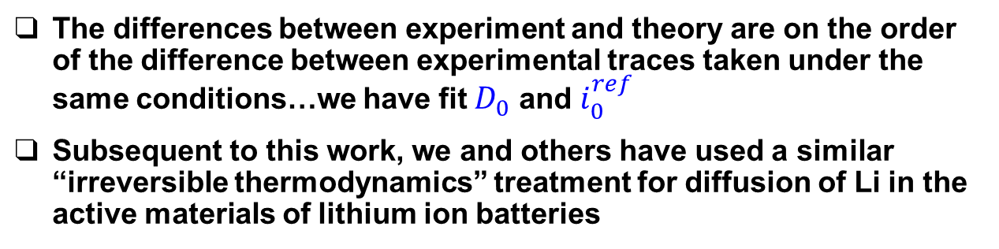 ❑ The differences between experiment and theory are on the order
of the difference between experimental traces taken under the
same conditions…we have fit D₀ and i₀^ref
❑ Subsequent to this work, we and others have used a similar
“irreversible thermodynamics” treatment for diffusion of Li in the
active materials of lithium ion batteries